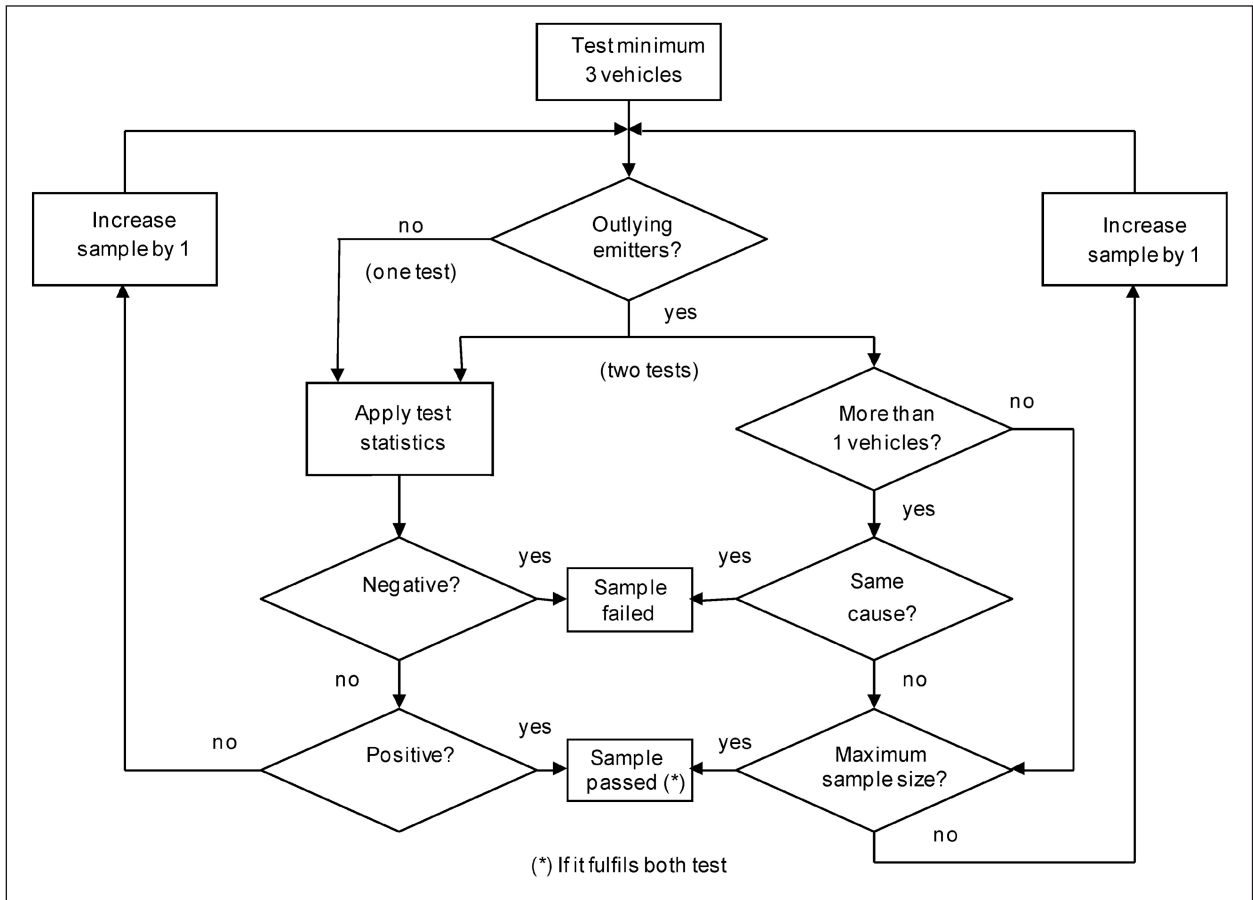 Test minimum
3 vehicles
Increase
sample by 1
no
Outlying
emitters?
Increase
sample by 1
(one test)
yes
(two tests)
Apply test
statistics
More than
1 vehicles?
no
yes
Negative?
yes
Sample
failed
yes
Same
cause?
no
no
no
Positive?
yes
Sample
passed (*)
yes
Maximum
sample size?
no
(*) If it fulfils both test